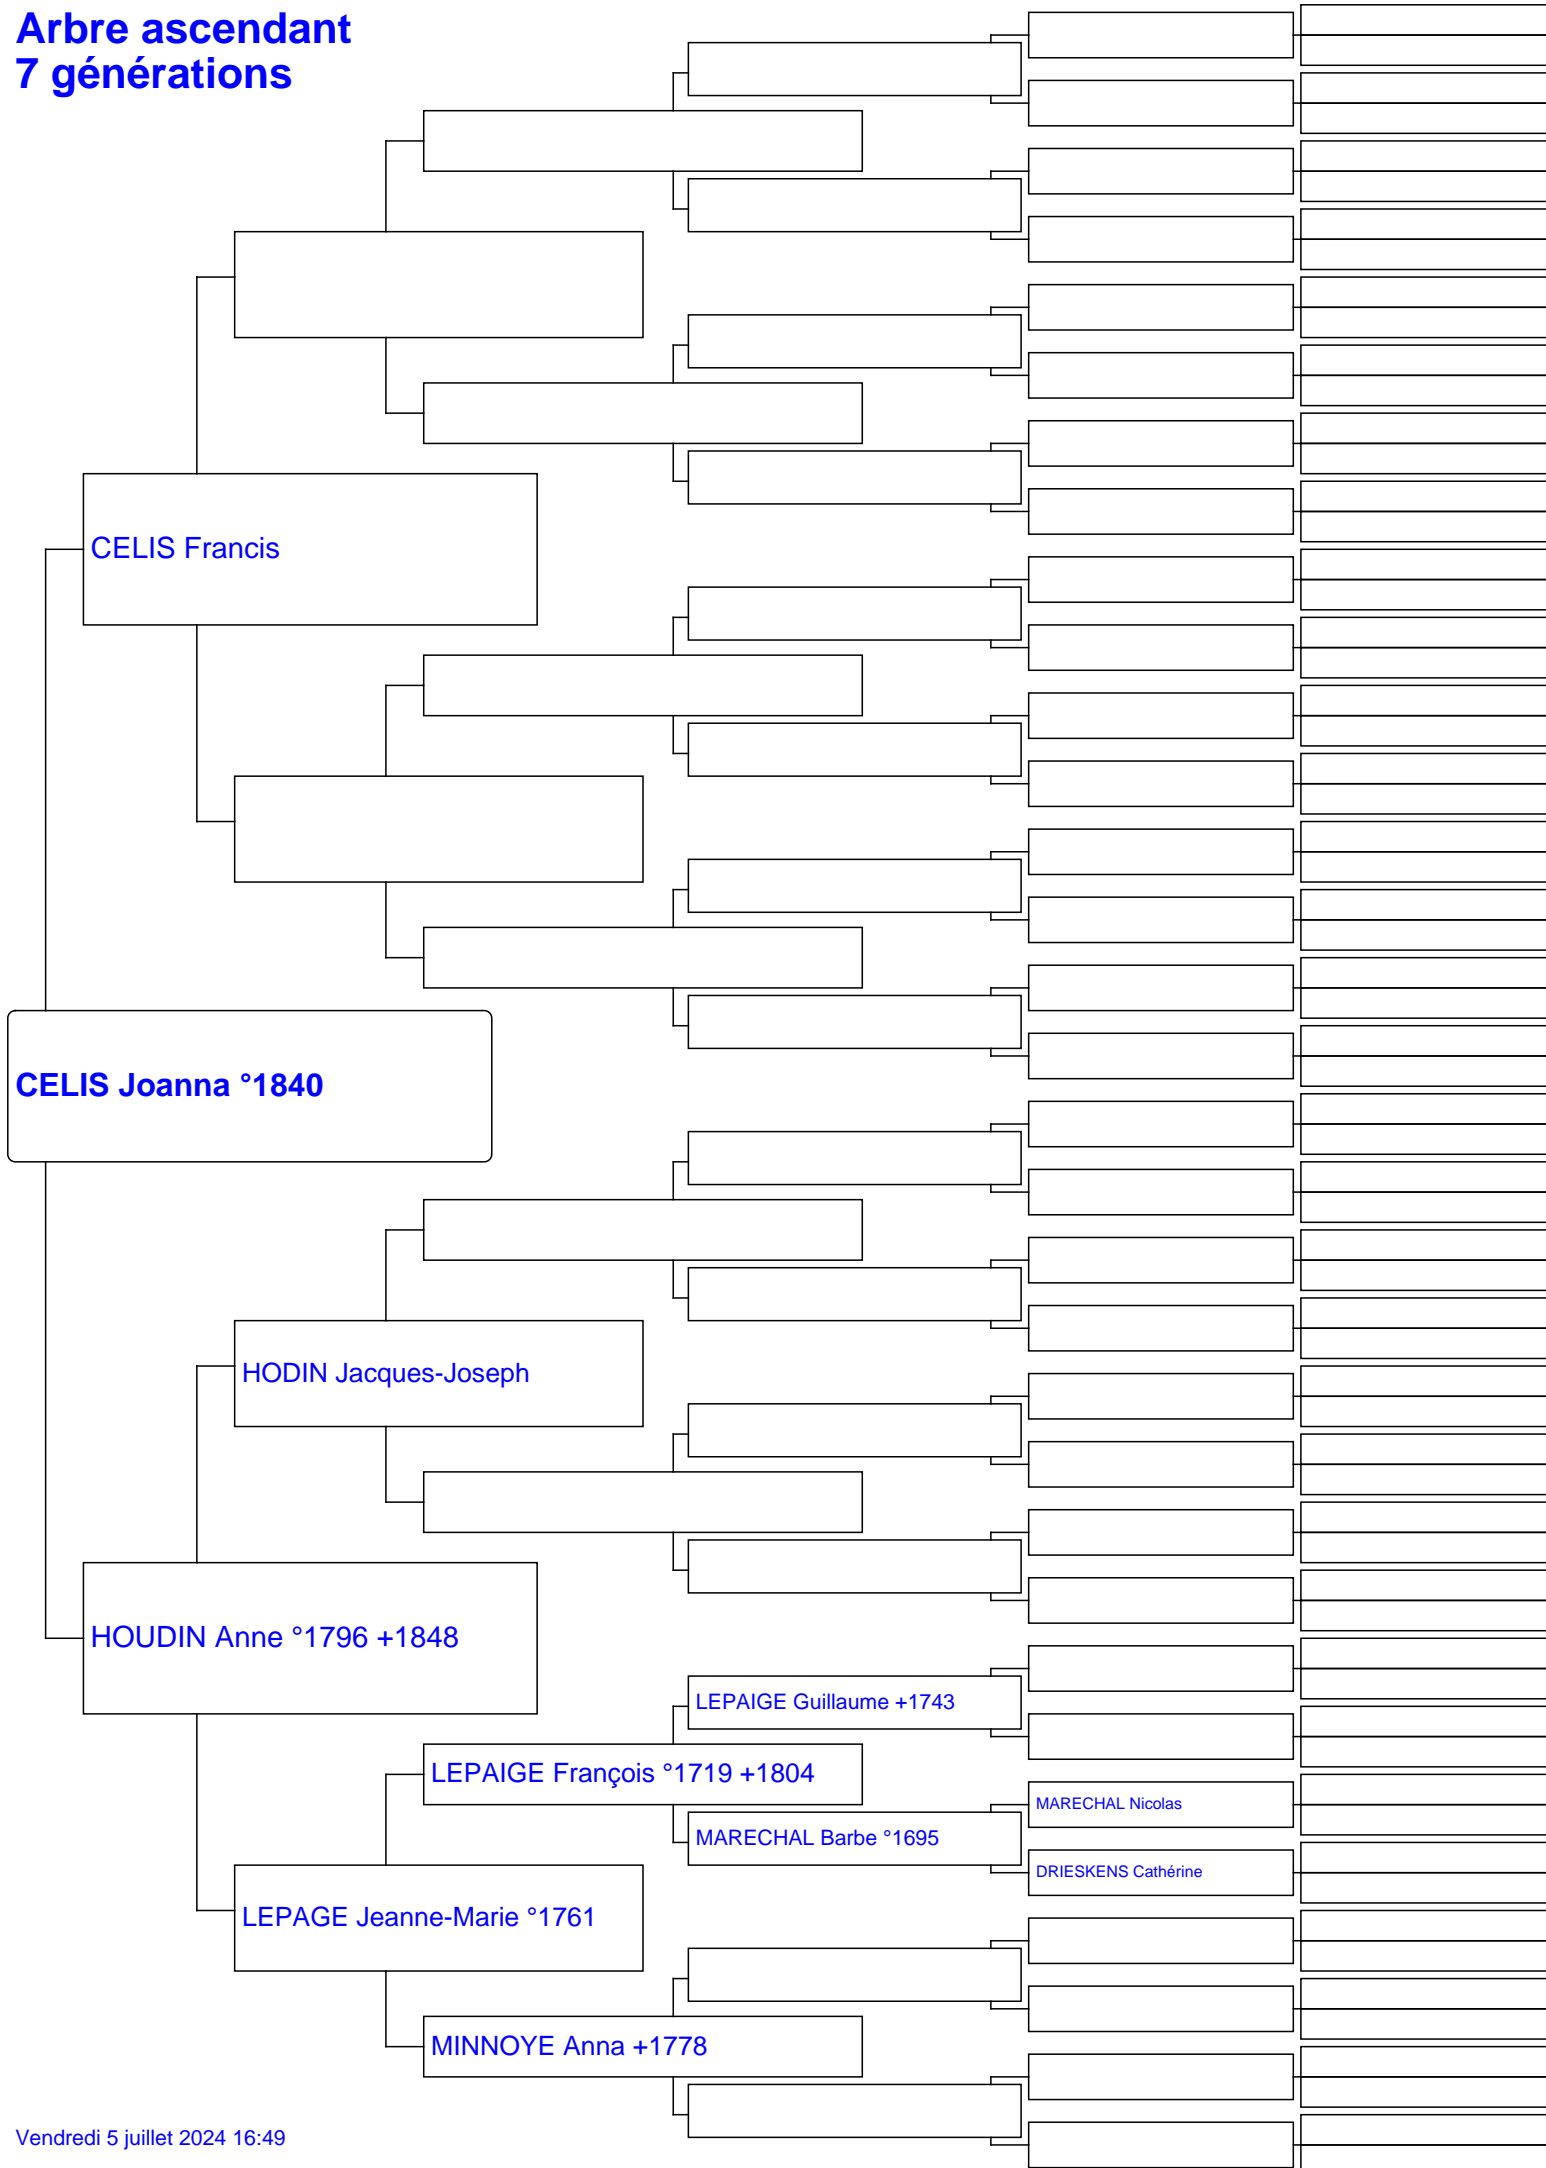 Arbre ascendant
7 générations
CELIS Francis
CELIS Joanna °1840
HODIN Jacques-Joseph
HOUDIN Anne °1796 +1848
LEPAIGE Guillaume +1743
LEPAIGE François °1719 +1804
MARECHAL Nicolas
MARECHAL Barbe °1695
DRIESKENS Cathérine
LEPAGE Jeanne-Marie °1761
MINNOYE Anna +1778
Vendredi 5 juillet 2024 16:49